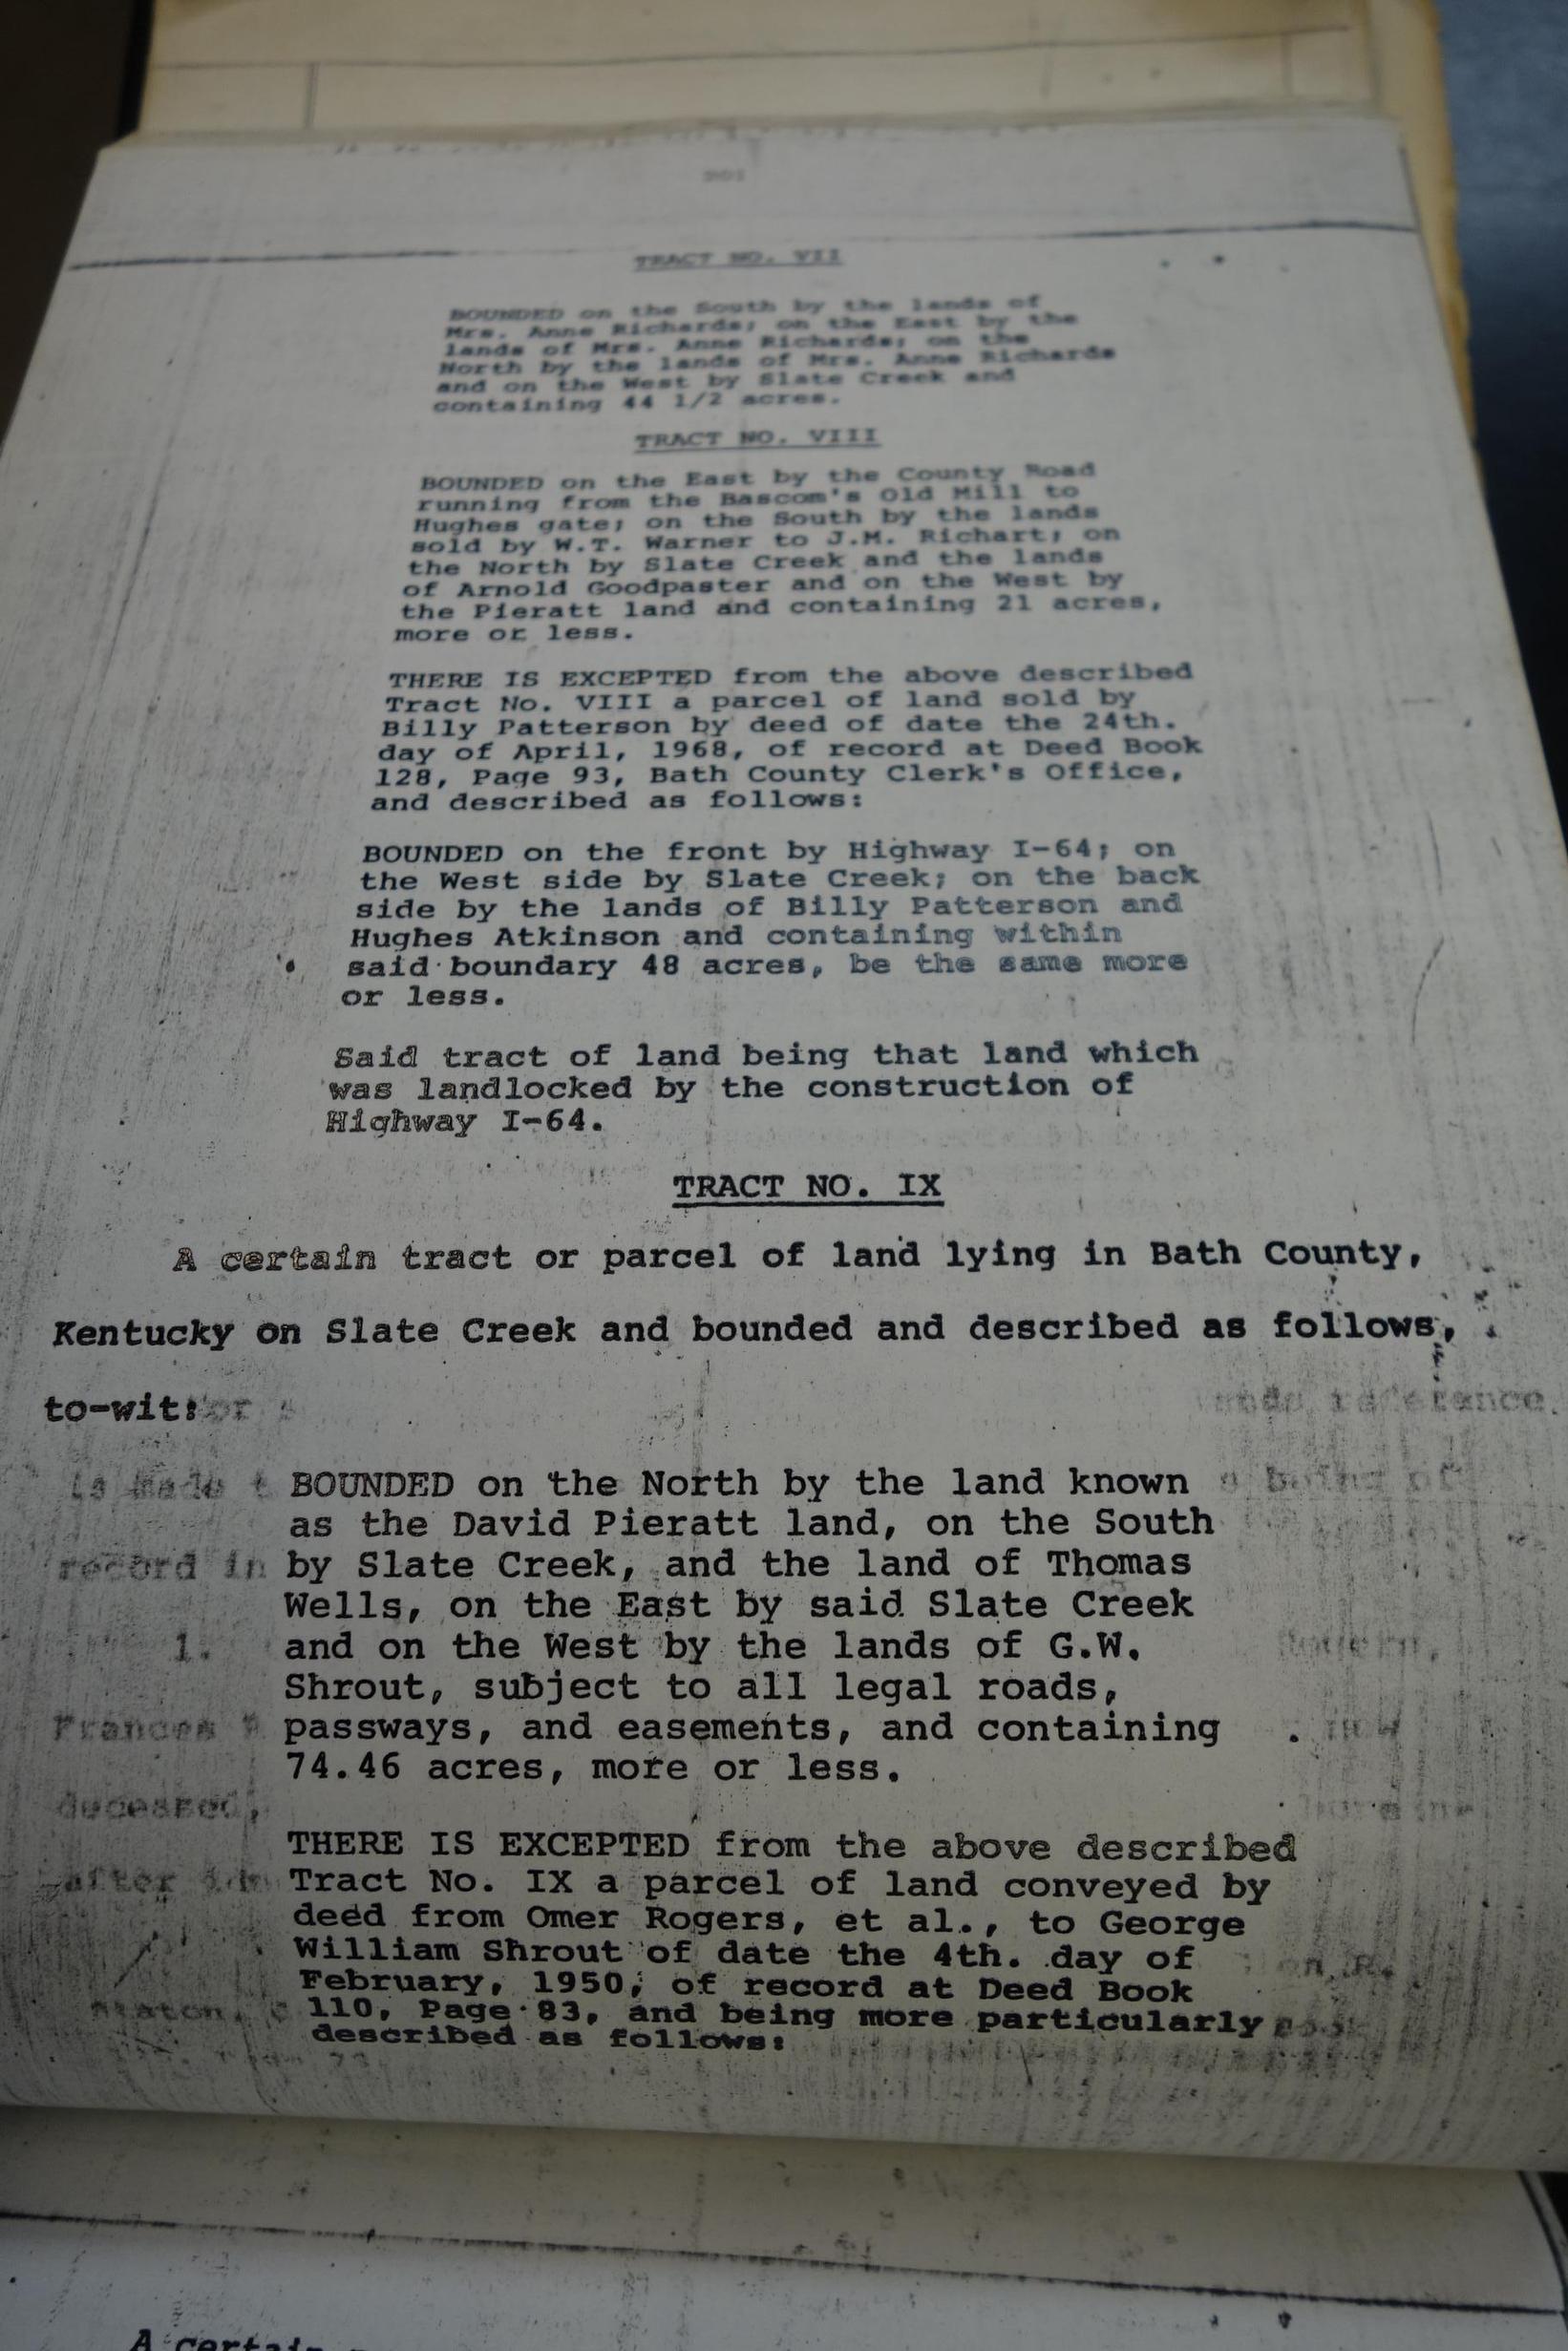 TRACT NO. VII
BOUNDED on the South by the lands of
Mrs. Anne Richards; on the East by the
lands of Mrs. Anne Richards; on the
North by the lands of Mrs. Anne Richards
and on the West by Slate Creek and
containing 44 1/2 acres.
TRACT NO. VIII
BOUNDED on the East by the County Road
running from the Bascom's Old Mill to
Hughes gate; on the South by the lands
sold by W.T. Warner to J.M. Richart; on
the North by Slate Creek and the lands
of Arnold Goodpaster and on the West by
the Pieratt land and containing 21 acres,
more or less.
THERE IS EXCEPTED from the above described
Tract No. VIII a parcel of land sold by
Billy Patterson by deed of date the 24th.
day of April, 1968, of record at Deed Book
128, Page 93, Bath County Clerk's Office,
and described as follows:
BOUNDED on the front by Highway I-64; on
the West side by Slate Creek; on the back
side by the lands of Billy Patterson and
Hughes Atkinson and containing within
said boundary 48 acres, be the same more
or less.
Said tract of land being that land which
was landlocked by the construction of
Highway I-64.
TRACT NO. IX
A certain tract or parcel of land lying in Bath County,
Kentucky on Slate Creek and bounded and described as follows,
to-wit: reference
is made BOUNDED on the North by the land known being of
as the David Pieratt land, on the South
record in by Slate Creek, and the land of Thomas
Wells, on the East by said Slate Creek
1. and on the West by the lands of G.W.
Shrout, subject to all legal roads,
Frances passways, and easements, and containing
74.46 acres, more or less.
deceased,
THERE IS EXCEPTED from the above described
after Tract No. IX a parcel of land conveyed by
deed from Omer Rogers, et al., to George
William Shrout of date the 4th. day of
February, 1950, of record at Deed Book
110, Page 83, and being more particularly
described as follows:
A certain